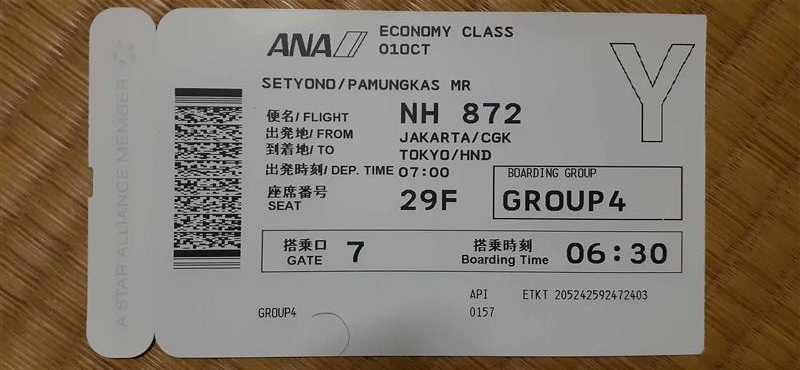 A STAR ALLIANCE MEMBER
ANA ECONOMY CLASS
01OCT
Y
SETYONO/PAMUNGKAS MR
便名/ FLIGHT NH 872
出発地/ FROM JAKARTA/CGK
到着地/ TO TOKYO/HND
出発時刻/ DEP. TIME 07:00
座席番号
SEAT 29F
BOARDING GROUP
GROUP4
搭乗口
GATE 7
搭乗時刻
Boarding Time 06:30
API ETKT 205242592472403
GROUP4 0157